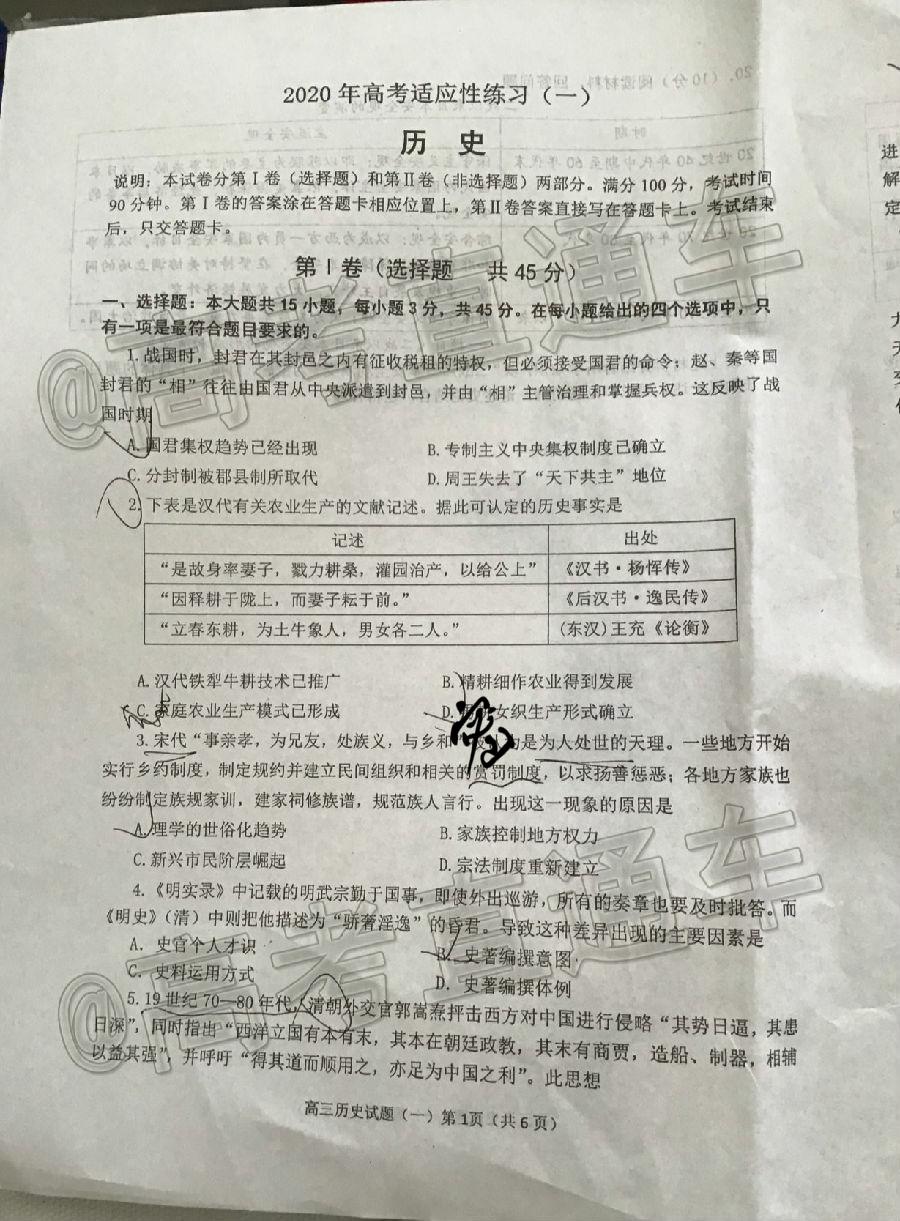 2020年高考适应性练习（一）
历 史
说明：本试卷分第Ⅰ卷（选择题）和第Ⅱ卷（非选择题）两部分。满分100分，考试时间
90分钟。第Ⅰ卷的答案涂在答题卡相应位置上，第Ⅱ卷答案直接写在答题卡上。考试结束
后，只交答题卡。
第Ⅰ卷（选择题 共45分）
一、选择题：本大题共15小题，每小题3分，共45分。在每小题给出的四个选项中，只
有一项是最符合题目要求的。
1.战国时，封君在其封邑之内有征收税租的特权，但必须接受国君的命令；赵、秦等国
封君的“相”往往由国君从中央派遣到封邑，并由“相”主管治理和掌握兵权。这反映了战
国时期
A.国君集权趋势已经出现 B.专制主义中央集权制度已确立
C.分封制被郡县制所取代 D.周王失去了“天下共主”地位
2.下表是汉代有关农业生产的文献记述。据此可认定的历史事实是
记述 出处
“是故身率妻子，戮力耕桑，灌园治产，以给公上” 《汉书·杨恽传》
“因释耕于陇上，而妻子耘于前。” 《后汉书·逸民传》
“立春东耕，为土牛象人，男女各二人。” （东汉）王充《论衡》
A.汉代铁犁牛耕技术已推广 B.精耕细作农业得到发展
C.家庭农业生产模式已形成 D.女织生产形式确立
3.宋代“事亲孝，为兄友，处族义，与乡和是为人处世的天理。一些地方开始
实行乡约制度，制定规约并建立民间组织和相关的赏罚制度，以求扬善惩恶；各地方家族也
纷纷制定族规家训，建家祠修族谱，规范族人言行。出现这一现象的原因是
A.理学的世俗化趋势 B.家族控制地方权力
C.新兴市民阶层崛起 D.宗法制度重新建立
4.《明实录》中记载的明武宗勤于国事，即使外出巡游，所有的奏章也要及时批答。而
《明史》（清）中则把他描述为“骄奢淫逸”的昏君。导致这种差异出现的主要因素是
A．史官个人才识 B．史著编撰意图
C．史料运用方式 D．史著编撰体例
5.19世纪70—80年代，清朝外交官郭嵩焘抨击西方对中国进行侵略“其势日逼，其患
日深”，同时指出“西洋立国有本有末，其本在朝廷政教，其末有商贾，造船、制器，相辅
以益其强”，并呼吁“得其道而顺用之，亦足为中国之利”。此思想
高三历史试题（一）第1页（共6页）
@高考直通车
@高考直通车
进
解
定